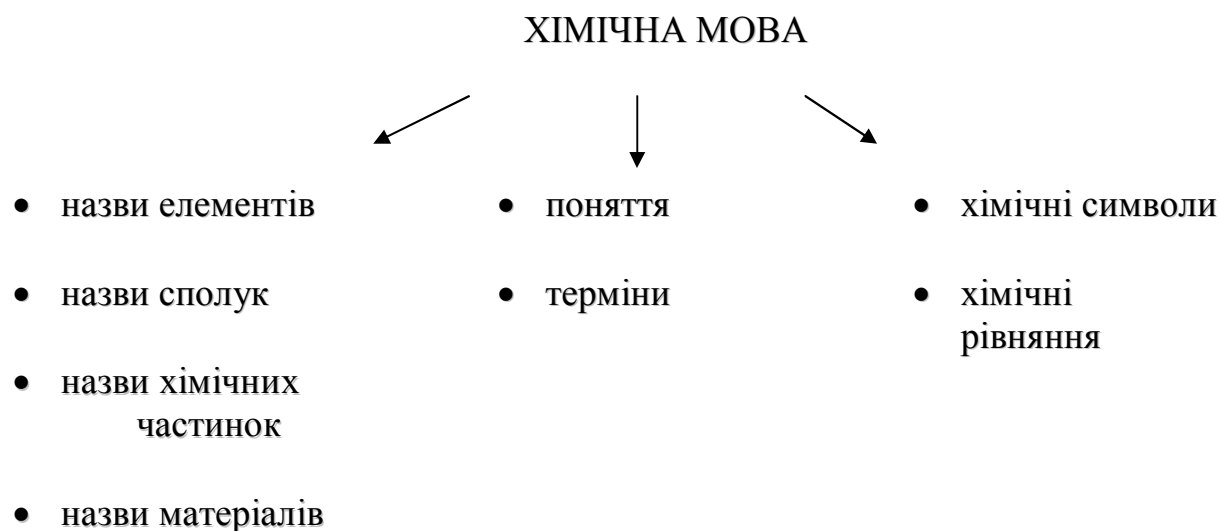 ХІМІЧНА МОВА
• назви елементів
• назви сполук
• назви хімічних
частинок
• назви матеріалів
• поняття
• терміни
• хімічні символи
• хімічні
рівняння